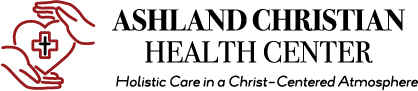 ASHLAND CHRISTIAN
HEALTH CENTER
Holistic Care in a Christ-Centered Atmosphere